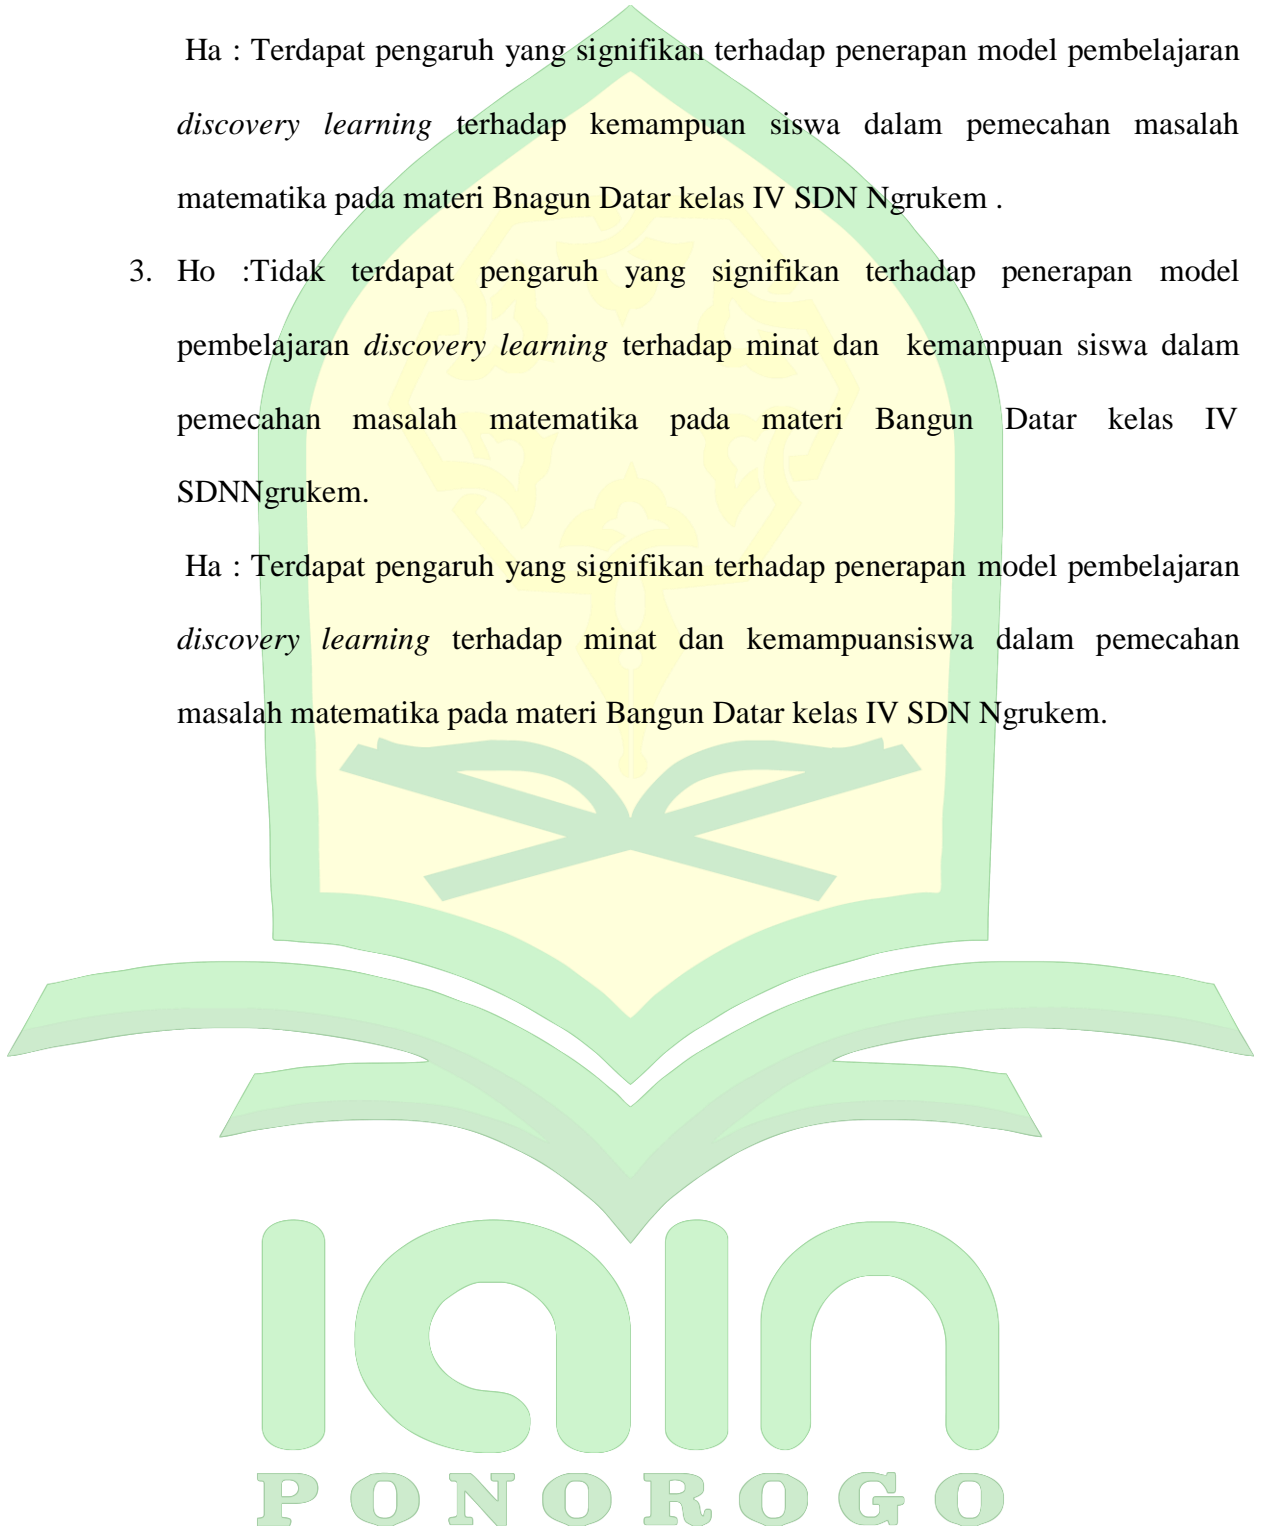 Ha : Terdapat pengaruh yang signifikan terhadap penerapan model pembelajaran
discovery learning terhadap kemampuan siswa dalam pemecahan masalah
matematika pada materi Bnagun Datar kelas IV SDN Ngrukem .
3. Ho :Tidak terdapat pengaruh yang signifikan terhadap penerapan model
pembelajaran discovery learning terhadap minat dan kemampuan siswa dalam
pemecahan masalah matematika pada materi Bangun Datar kelas IV
SDNNgrukem.
Ha : Terdapat pengaruh yang signifikan terhadap penerapan model pembelajaran
discovery learning terhadap minat dan kemampuansiswa dalam pemecahan
masalah matematika pada materi Bangun Datar kelas IV SDN Ngrukem.
iain
PONOROGO